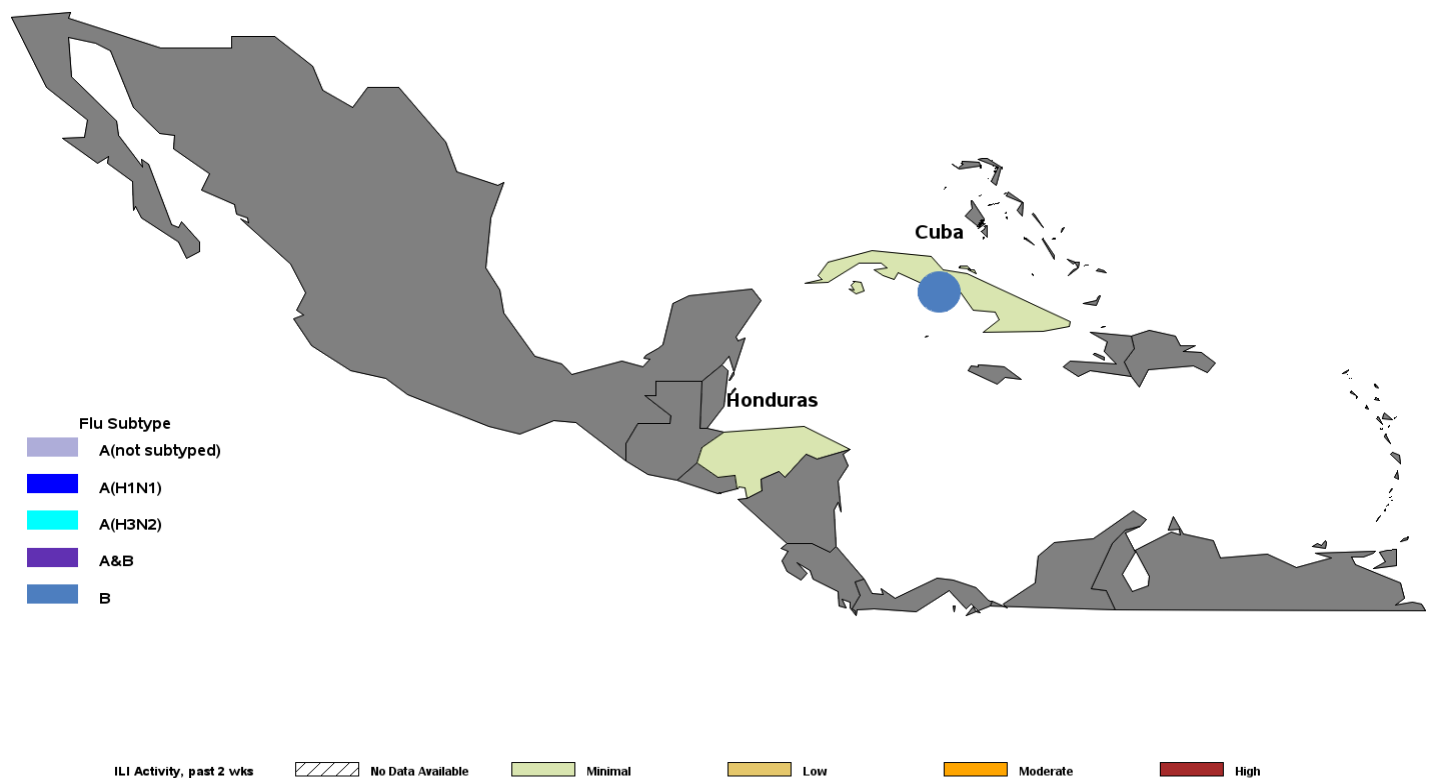 Cuba
Honduras
Flu Subtype
A(not subtyped)
A(H1N1)
A(H3N2)
A&B
B
ILI Activity, past 2 wks No Data Available Minimal Low Moderate High